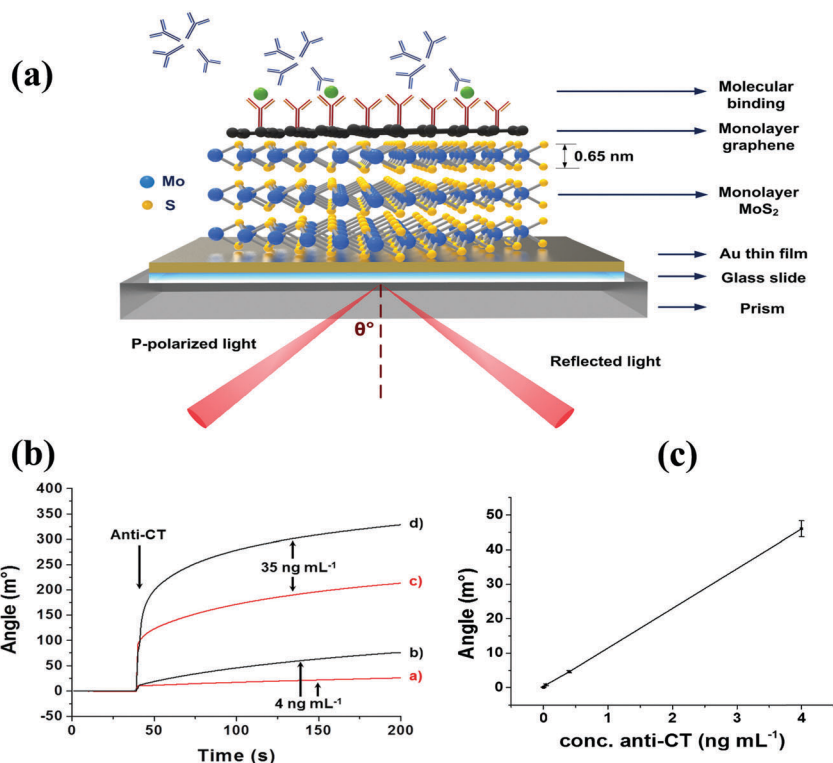 (a)
Molecular
binding
Monolayer
graphene
0.65 nm
Mo
S
Monolayer
MoS₂
Au thin film
Glass slide
Prism
θ°
P-polarized light
Reflected light
(b)
400
350
300
250
200
150
100
50
0
-50
Angle (m°)
Anti-CT
d)
35 ng mL⁻¹
c)
b)
a)
4 ng mL⁻¹
0
50
100
150
200
Time (s)
(c)
50
40
30
20
10
0
Angle (m°)
0
1
2
3
4
conc. anti-CT (ng mL⁻¹)